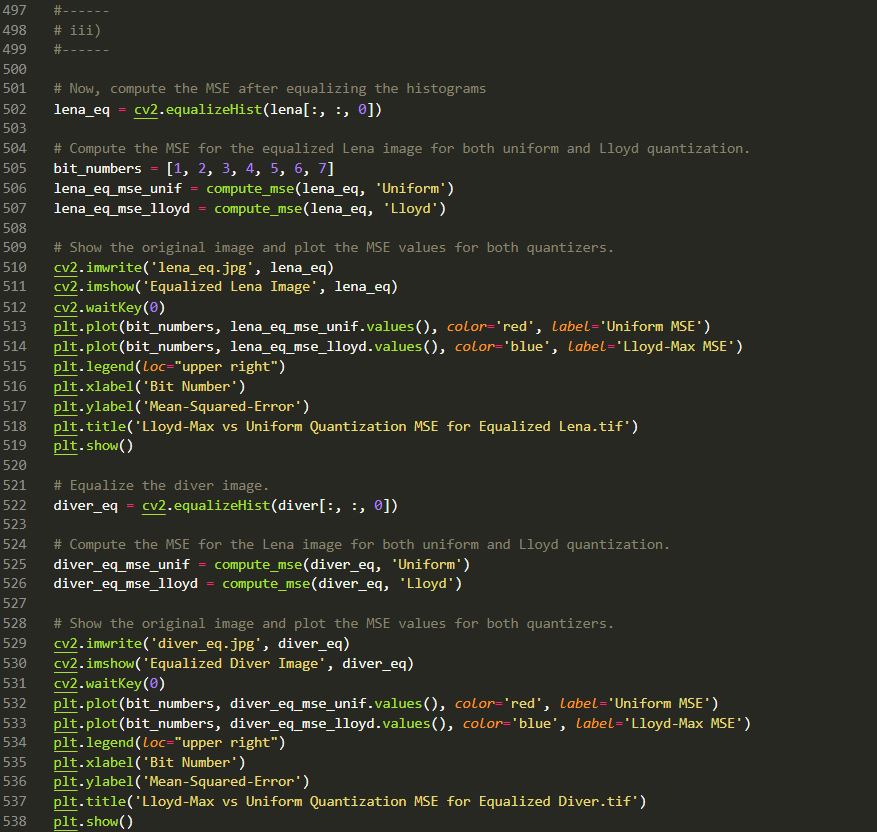 497 #------
498 # iii)
499 #------
500
501 # Now, compute the MSE after equalizing the histograms
502 lena_eq = cv2.equalizeHist(lena[:, :, 0])
503
504 # Compute the MSE for the equalized Lena image for both uniform and Lloyd quantization.
505 bit_numbers = [1, 2, 3, 4, 5, 6, 7]
506 lena_eq_mse_unif = compute_mse(lena_eq, 'Uniform')
507 lena_eq_mse_lloyd = compute_mse(lena_eq, 'Lloyd')
508
509 # Show the original image and plot the MSE values for both quantizers.
510 cv2.imwrite('lena_eq.jpg', lena_eq)
511 cv2.imshow('Equalized Lena Image', lena_eq)
512 cv2.waitKey(0)
513 plt.plot(bit_numbers, lena_eq_mse_unif.values(), color='red', label='Uniform MSE')
514 plt.plot(bit_numbers, lena_eq_mse_lloyd.values(), color='blue', label='Lloyd-Max MSE')
515 plt.legend(loc="upper right")
516 plt.xlabel('Bit Number')
517 plt.ylabel('Mean-Squared-Error')
518 plt.title('Lloyd-Max vs Uniform Quantization MSE for Equalized Lena.tif')
519 plt.show()
520
521 # Equalize the diver image.
522 diver_eq = cv2.equalizeHist(diver[:, :, 0])
523
524 # Compute the MSE for the Lena image for both uniform and Lloyd quantization.
525 diver_eq_mse_unif = compute_mse(diver_eq, 'Uniform')
526 diver_eq_mse_lloyd = compute_mse(diver_eq, 'Lloyd')
527
528 # Show the original image and plot the MSE values for both quantizers.
529 cv2.imwrite('diver_eq.jpg', diver_eq)
530 cv2.imshow('Equalized Diver Image', diver_eq)
531 cv2.waitKey(0)
532 plt.plot(bit_numbers, diver_eq_mse_unif.values(), color='red', label='Uniform MSE')
533 plt.plot(bit_numbers, diver_eq_mse_lloyd.values(), color='blue', label='Lloyd-Max MSE')
534 plt.legend(loc="upper right")
535 plt.xlabel('Bit Number')
536 plt.ylabel('Mean-Squared-Error')
537 plt.title('Lloyd-Max vs Uniform Quantization MSE for Equalized Diver.tif')
538 plt.show()